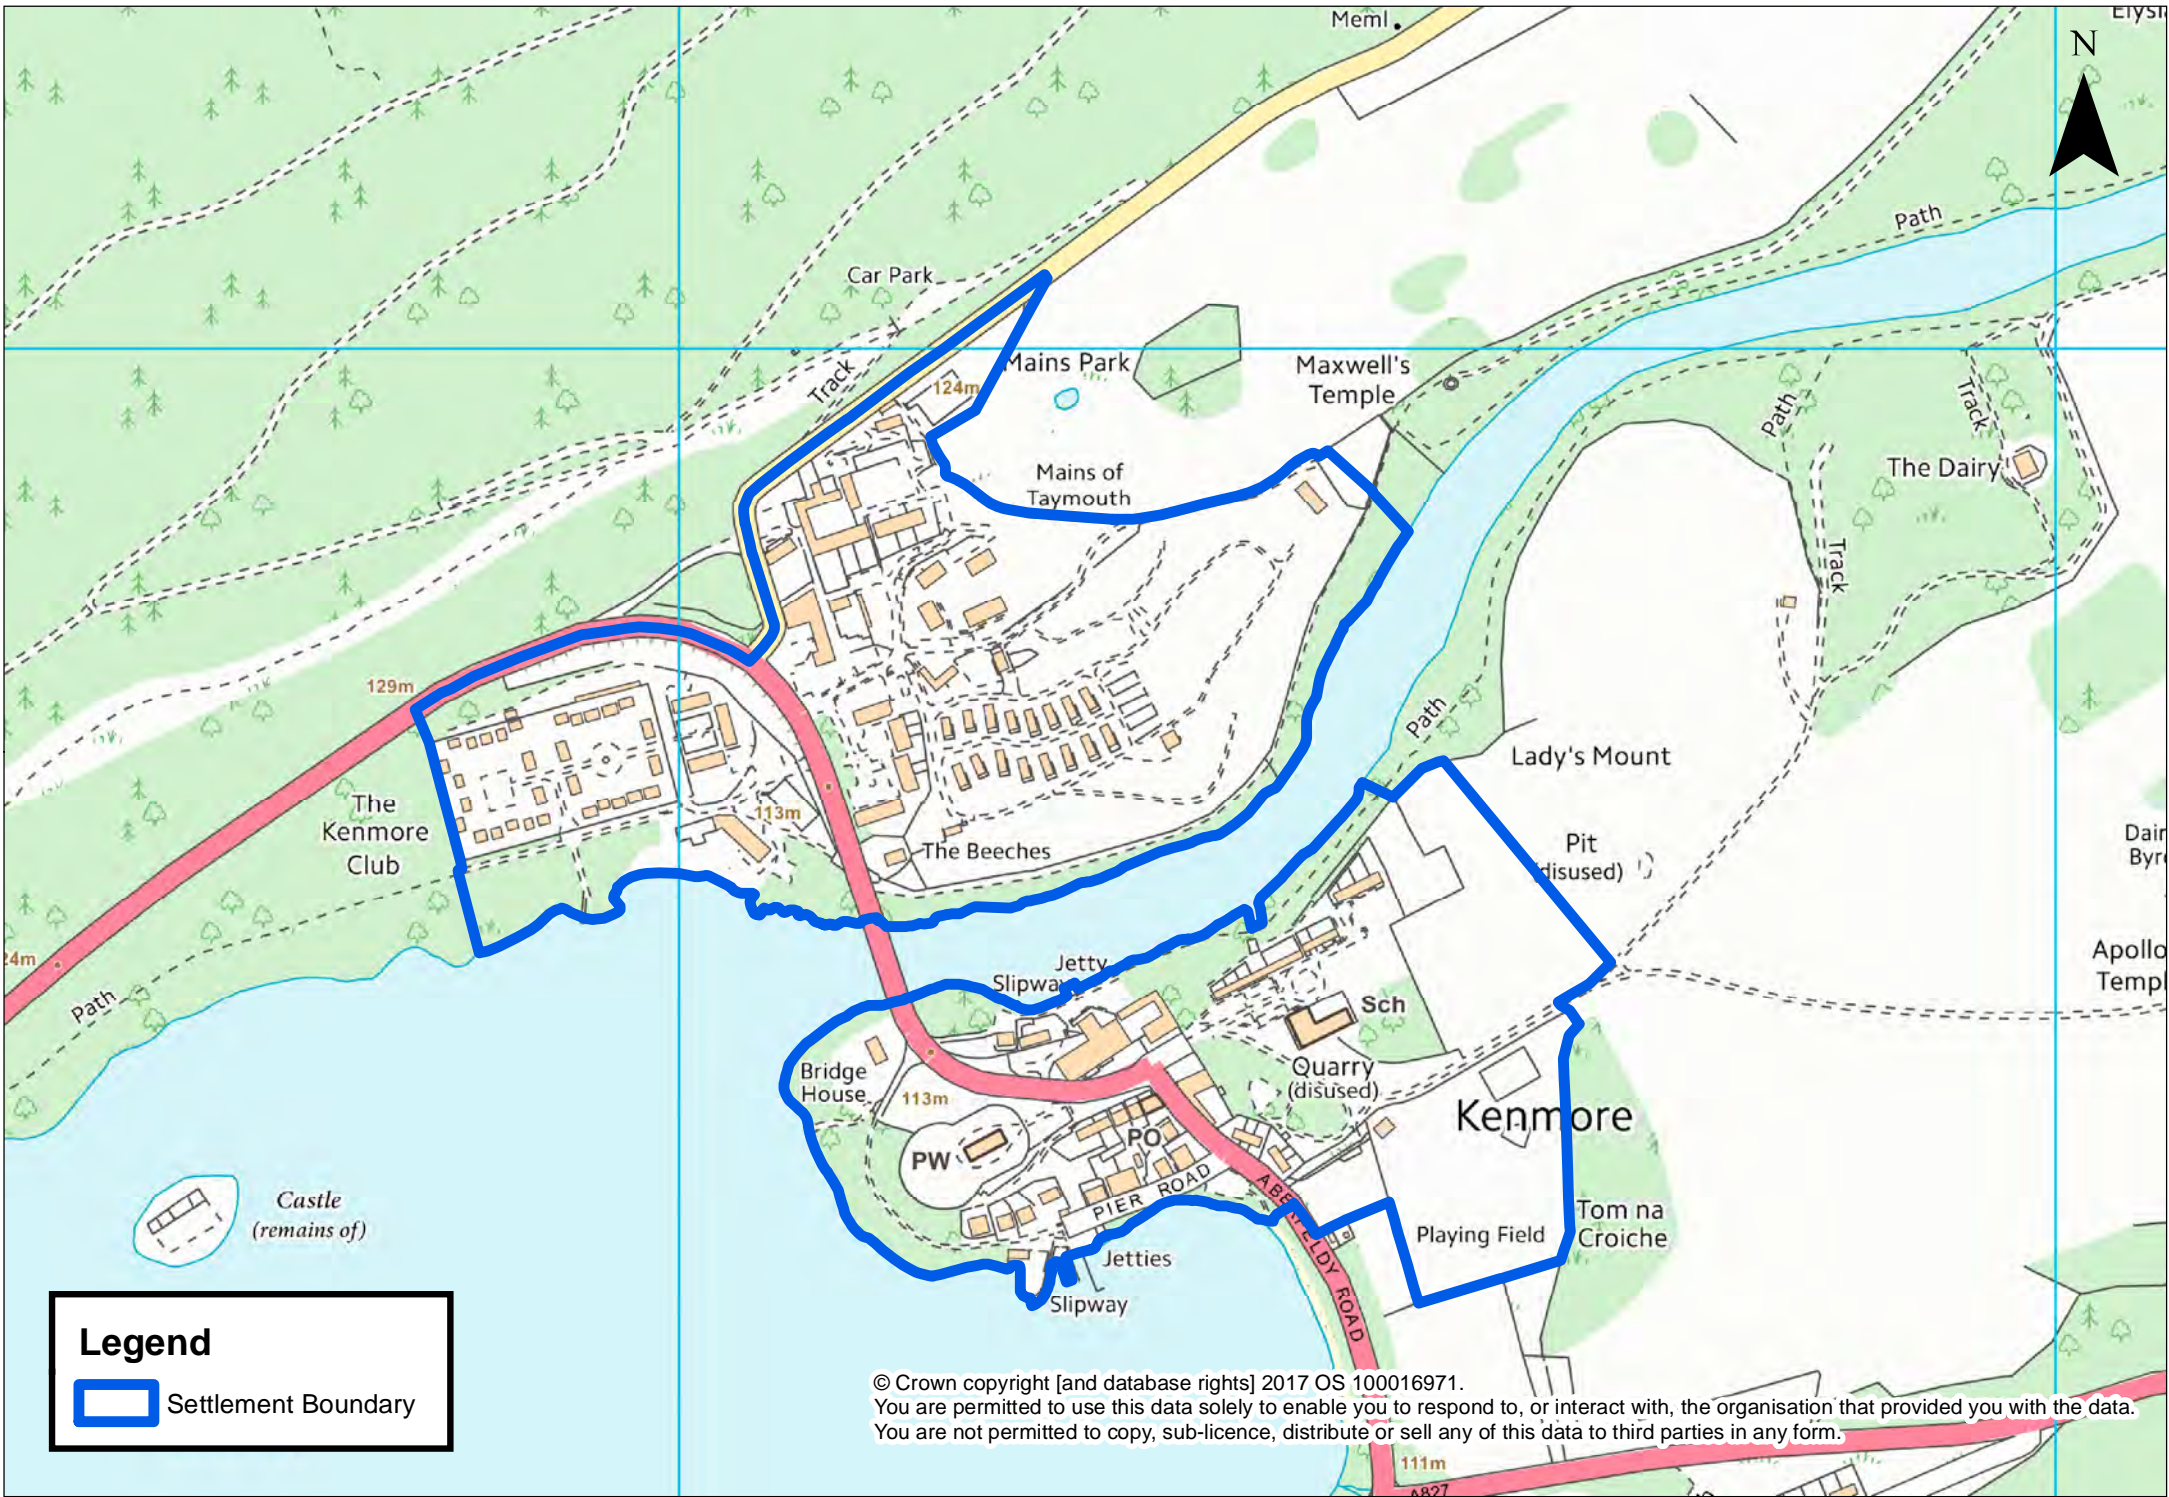 Meml
N
Path
Car Park
Track
124m
Mains Park
Maxwell's
Temple
Path
Track
The Dairy
Mains of
Taymouth
Track
129m
Path
Lady's Mount
The
Kenmore
Club
113m
The Beeches
Pit
(disused)
Apollo
24m
Path
Jetty
Slipway
Sch
Bridge
House
113m
Quarry
(disused)
Kenmore
PO
PW
PIER ROAD
ABERFELDY ROAD
Castle
(remains of)
Tom na
Croiche
Playing Field
Jetties
Slipway
Legend
Settlement Boundary
© Crown copyright [and database rights] 2017 OS 100016971.
You are permitted to use this data solely to enable you to respond to, or interact with, the organisation that provided you with the data.
You are not permitted to copy, sub-licence, distribute or sell any of this data to third parties in any form.
111m
A827